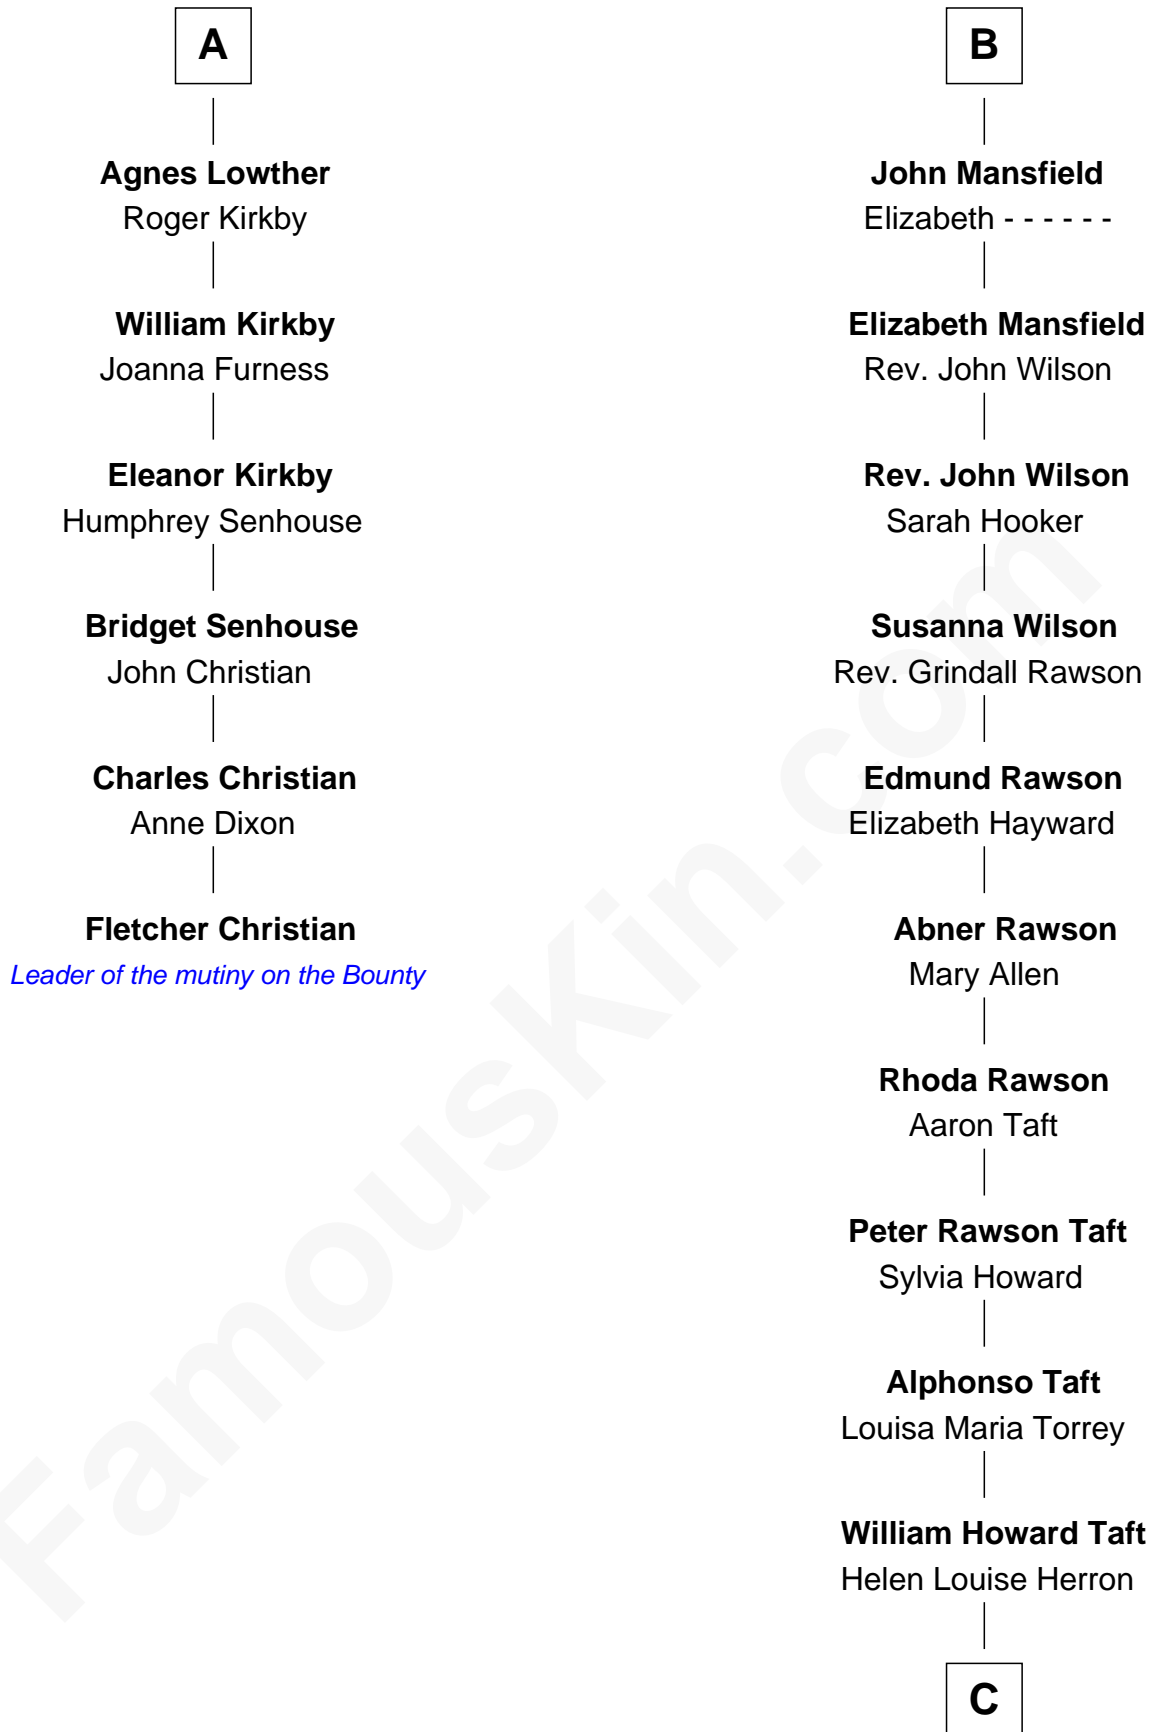 A
Agnes Lowther
Roger Kirkby
William Kirkby
Joanna Furness
Eleanor Kirkby
Humphrey Senhouse
Bridget Senhouse
John Christian
Charles Christian
Anne Dixon
Fletcher Christian
Leader of the mutiny on the Bounty
B
John Mansfield
Elizabeth - - - - - -
Elizabeth Mansfield
Rev. John Wilson
Rev. John Wilson
Sarah Hooker
Susanna Wilson
Rev. Grindall Rawson
Edmund Rawson
Elizabeth Hayward
Abner Rawson
Mary Allen
Rhoda Rawson
Aaron Taft
Peter Rawson Taft
Sylvia Howard
Alphonso Taft
Louisa Maria Torrey
William Howard Taft
Helen Louise Herron
C
FamousKin.com